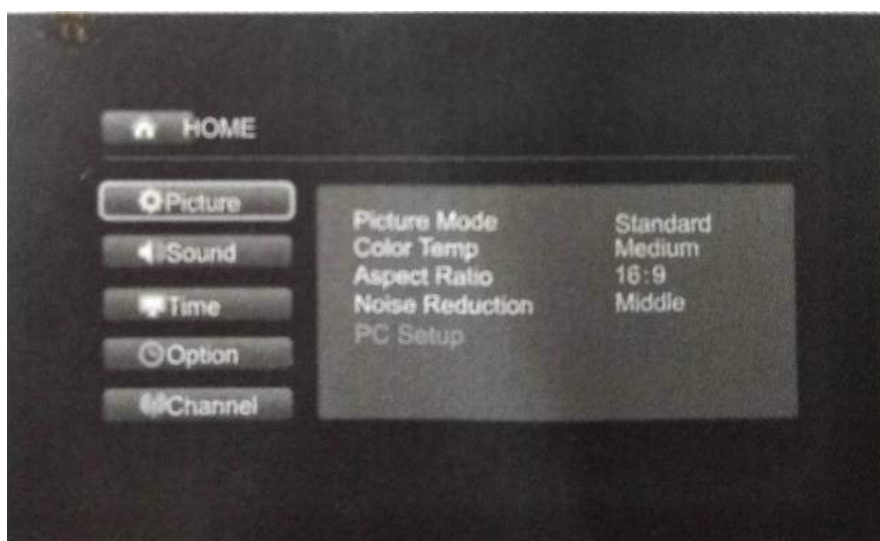 HOME
Picture
Sound
Time
Option
Channel
Picture Mode Standard
Color Temp Medium
Aspect Ratio 16:9
Noise Reduction Middle
PC Setup